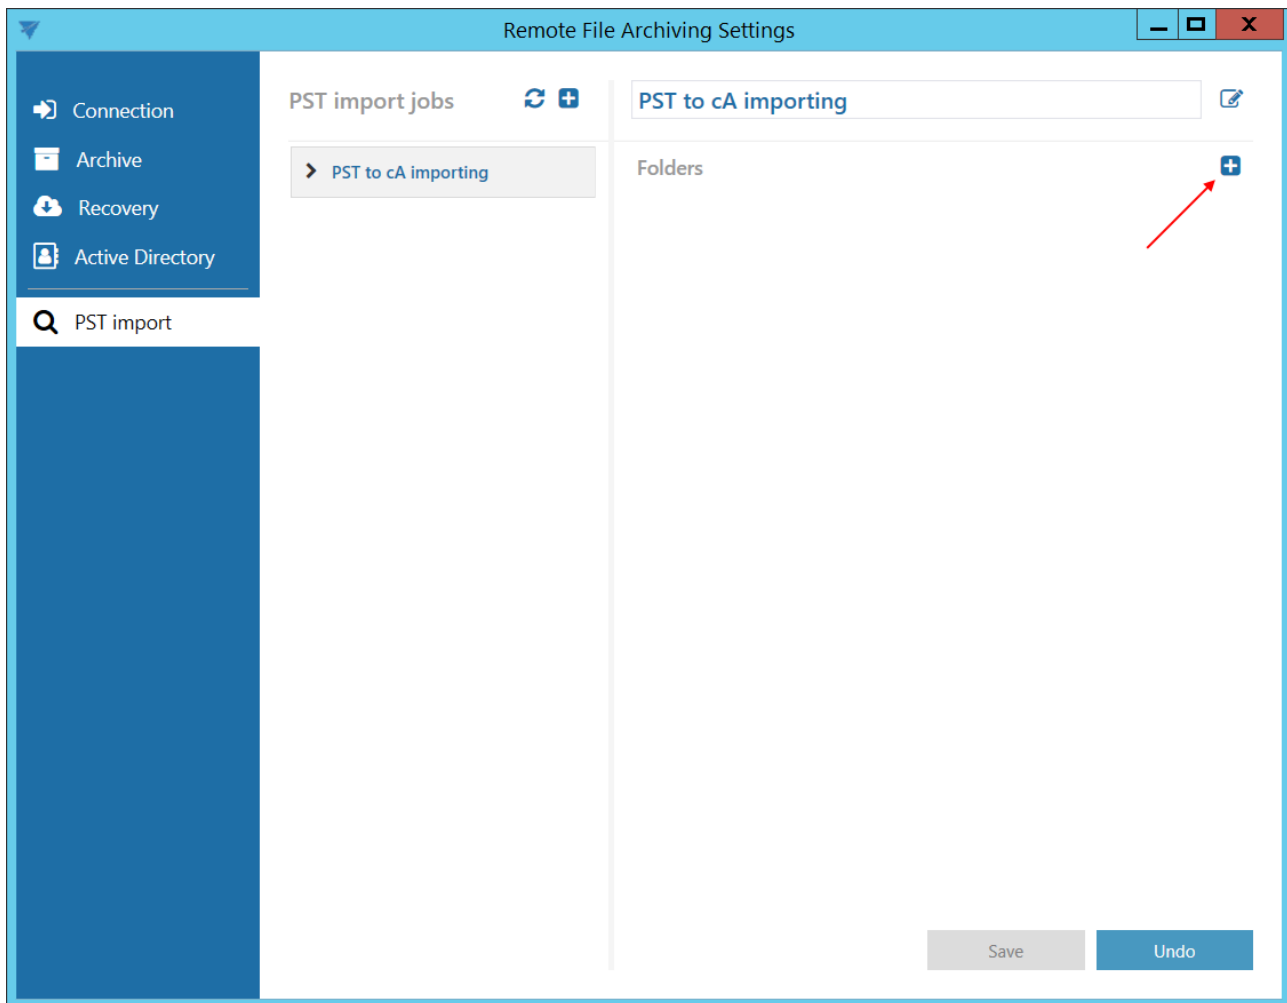 Remote File Archiving Settings
Connection
Archive
Recovery
Active Directory
PST import
PST import jobs
PST to cA importing
PST to cA importing
Folders
Save
Undo